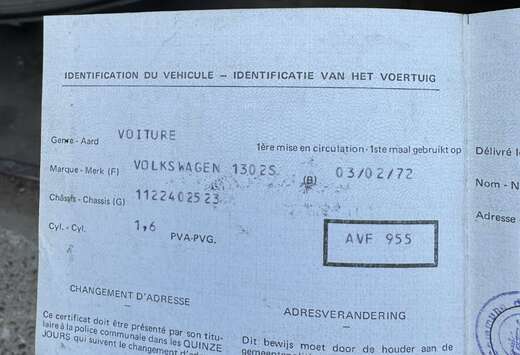 IDENTIFICATION DU VEHICULE – IDENTIFICATIE VAN HET VOERTUIG
Genre - Aard VOITURE
1ère mise en circulation - 1ste maal gebruikt op
Marque - Merk (F) VOLKSWAGEN 1302S (B) 03/02/72
Châssis - Chassis (G) 1122402523
Cyl. - Cyl. 1,6 PVA-PVG. AVF 955
CHANGEMENT D'ADRESSE
Ce certificat doit être présenté par son titu-
laire à la police communale dans les QUINZE
JOURS qui suivent le changement d'
ADRESVERANDERING
Dit bewijs moet door de houder aan de
Délivré
Nom - N
Adresse